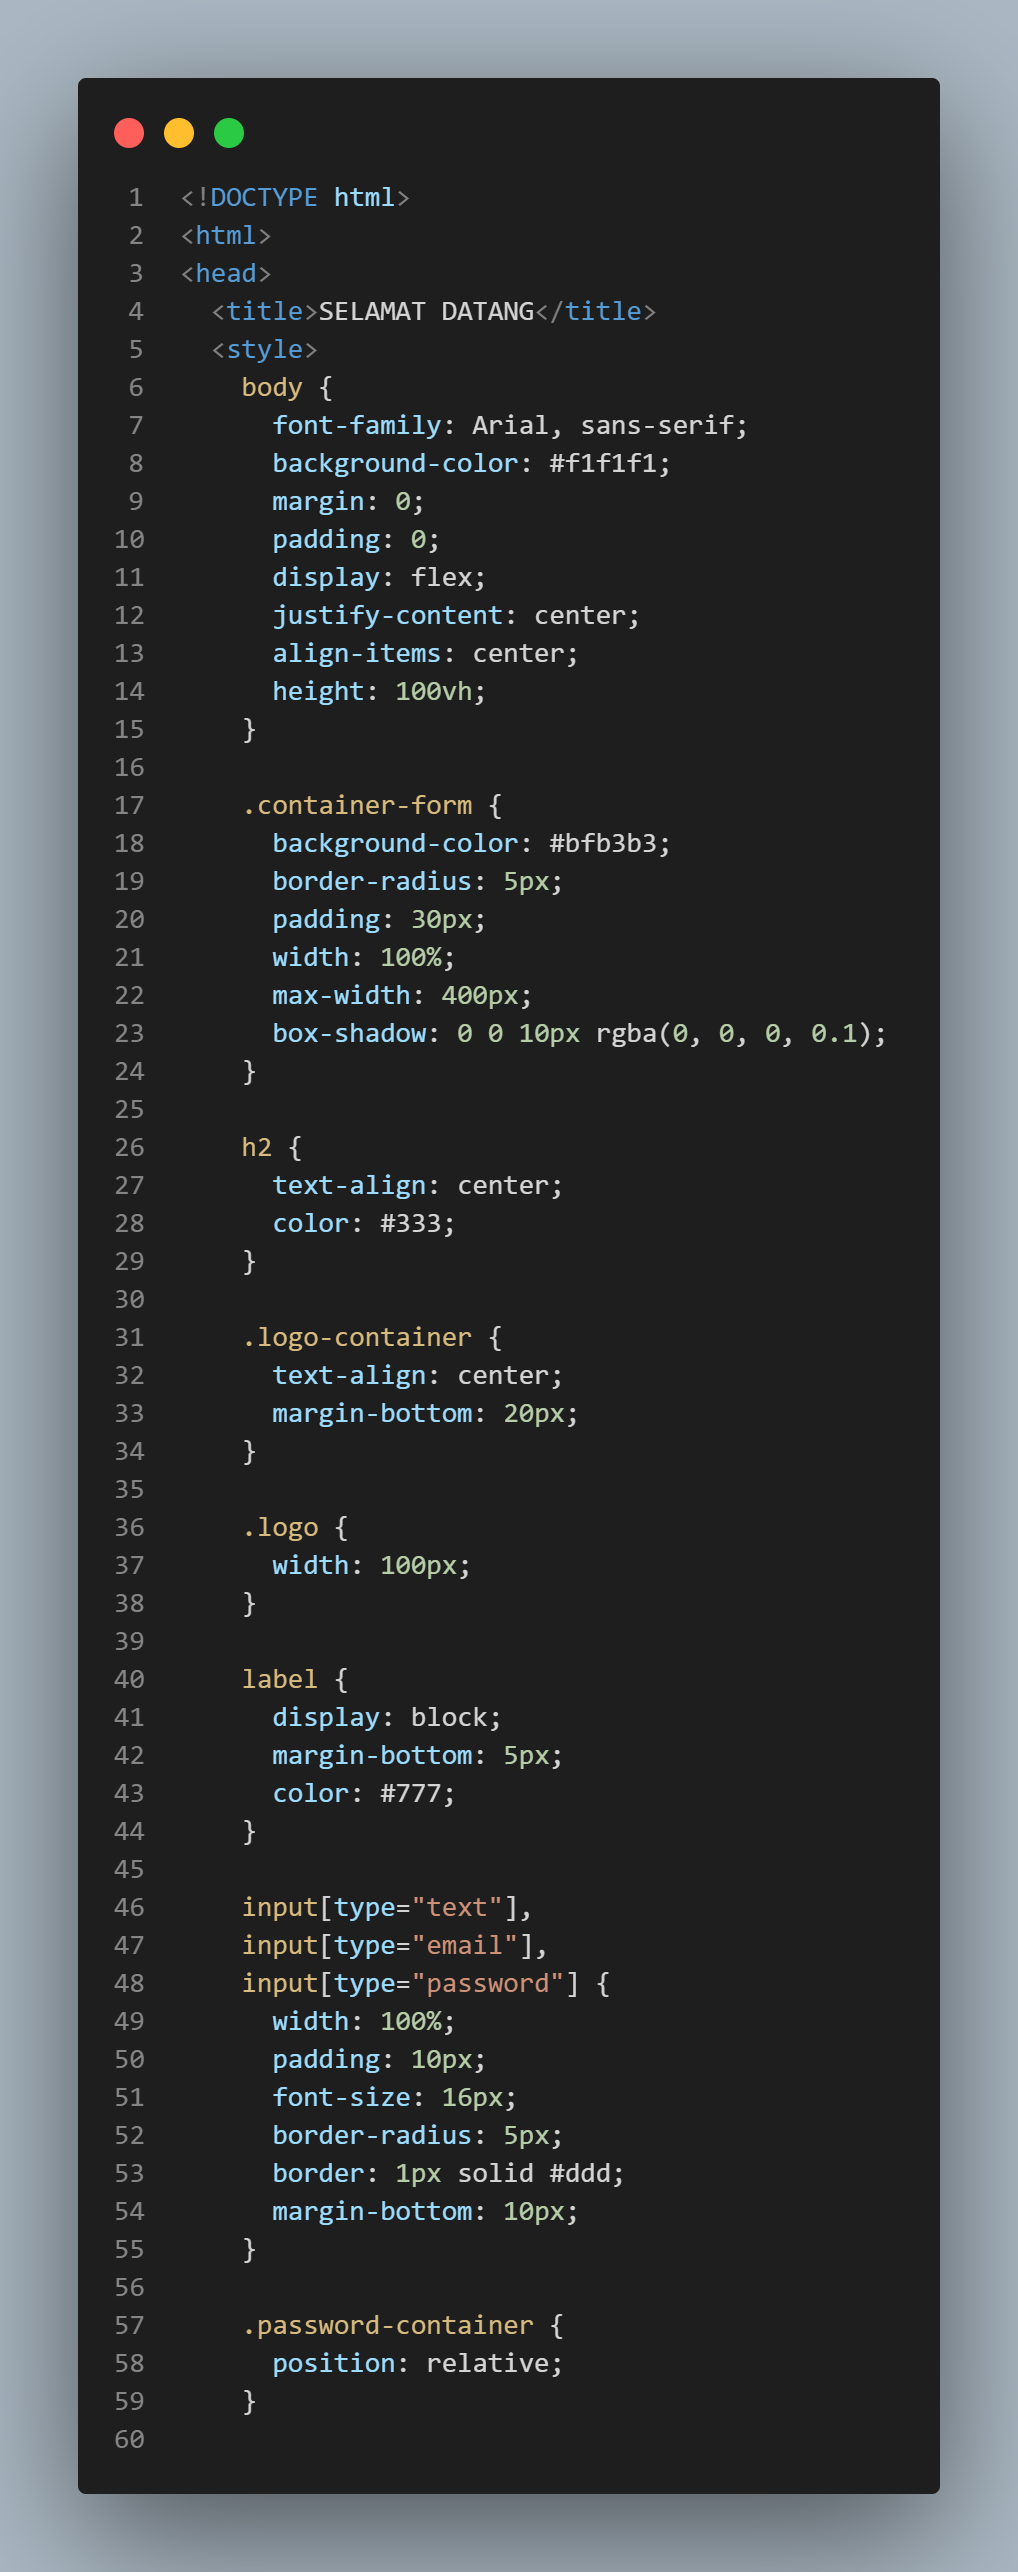 1 <!DOCTYPE html>
2 <html>
3 <head>
4   <title>SELAMAT DATANG</title>
5   <style>
6     body {
7       font-family: Arial, sans-serif;
8       background-color: #f1f1f1;
9       margin: 0;
10       padding: 0;
11       display: flex;
12       justify-content: center;
13       align-items: center;
14       height: 100vh;
15     }
16
17     .container-form {
18       background-color: #bfb3b3;
19       border-radius: 5px;
20       padding: 30px;
21       width: 100%;
22       max-width: 400px;
23       box-shadow: 0 0 10px rgba(0, 0, 0, 0.1);
24     }
25
26     h2 {
27       text-align: center;
28       color: #333;
29     }
30
31     .logo-container {
32       text-align: center;
33       margin-bottom: 20px;
34     }
35
36     .logo {
37       width: 100px;
38     }
39
40     label {
41       display: block;
42       margin-bottom: 5px;
43       color: #777;
44     }
45
46     input[type="text"],
47     input[type="email"],
48     input[type="password"] {
49       width: 100%;
50       padding: 10px;
51       font-size: 16px;
52       border-radius: 5px;
53       border: 1px solid #ddd;
54       margin-bottom: 10px;
55     }
56
57     .password-container {
58       position: relative;
59     }
60